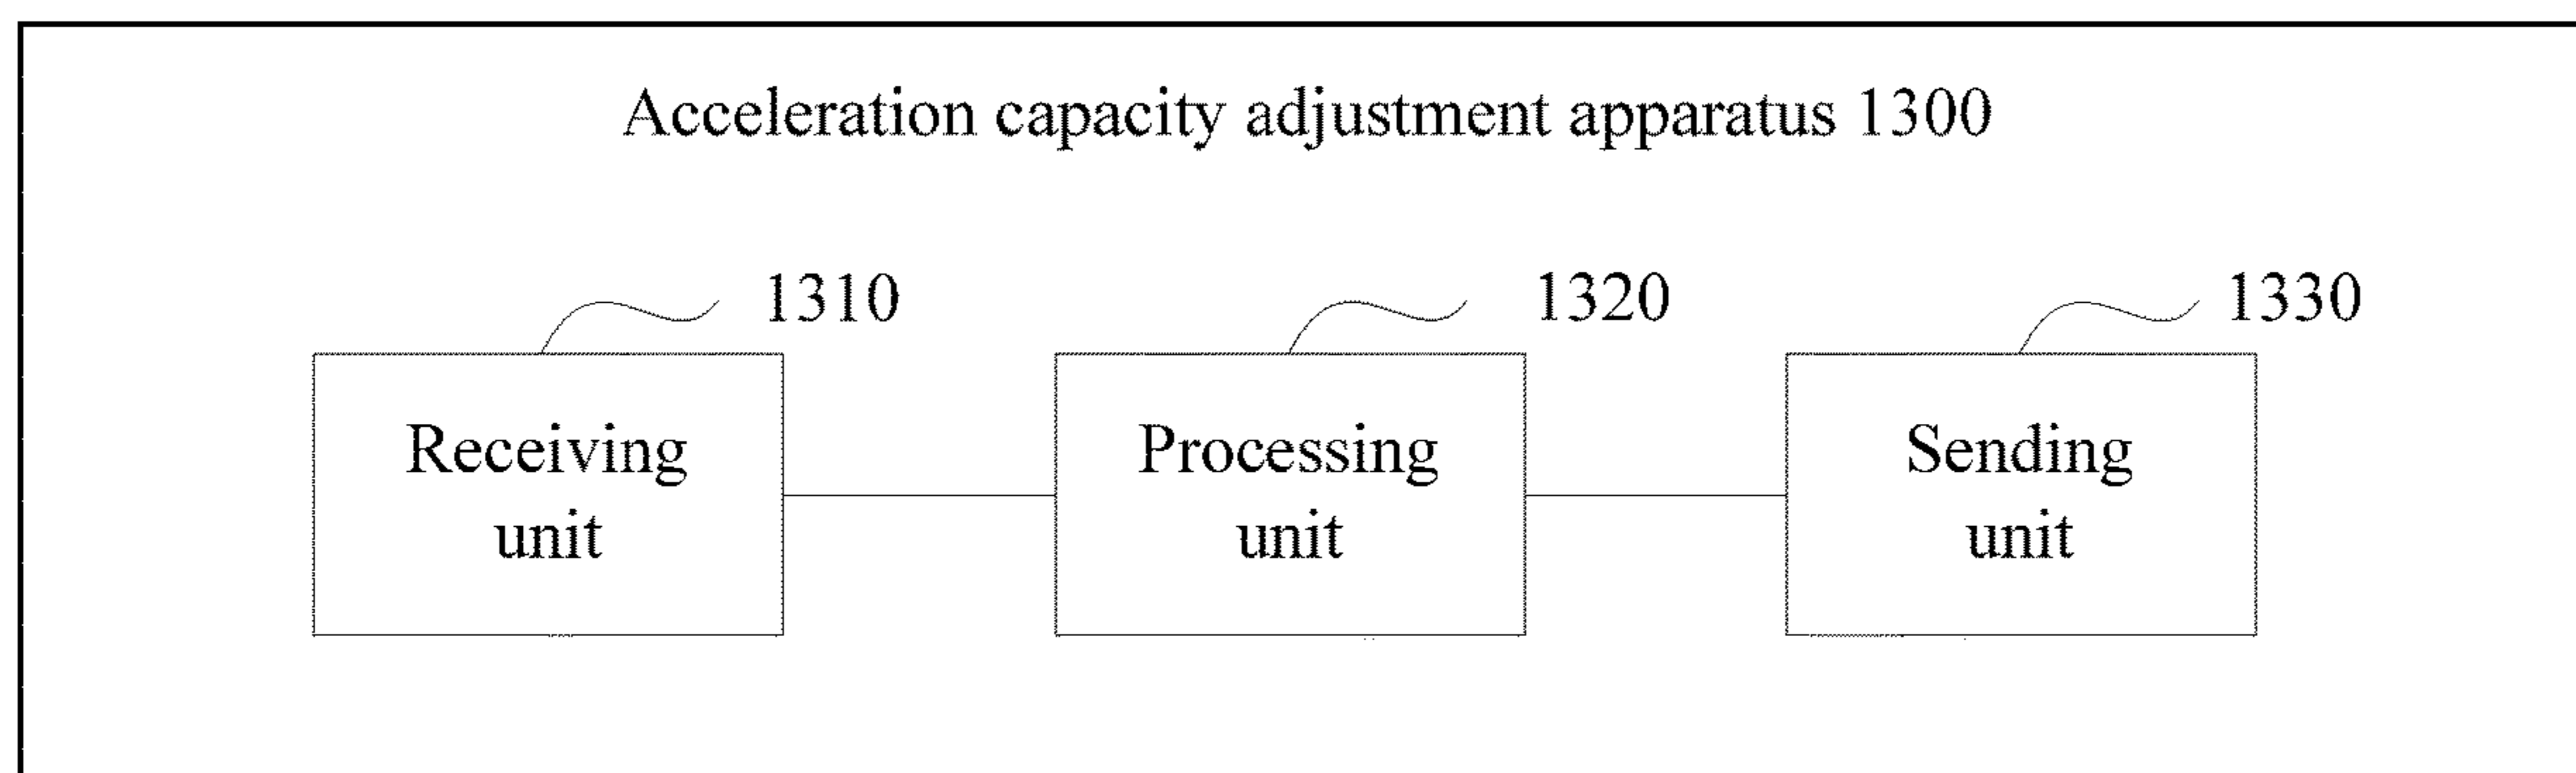 Acceleration capacity adjustment apparatus 1300
1310
1320
1330
Receiving
unit
Processing
unit
Sending
unit